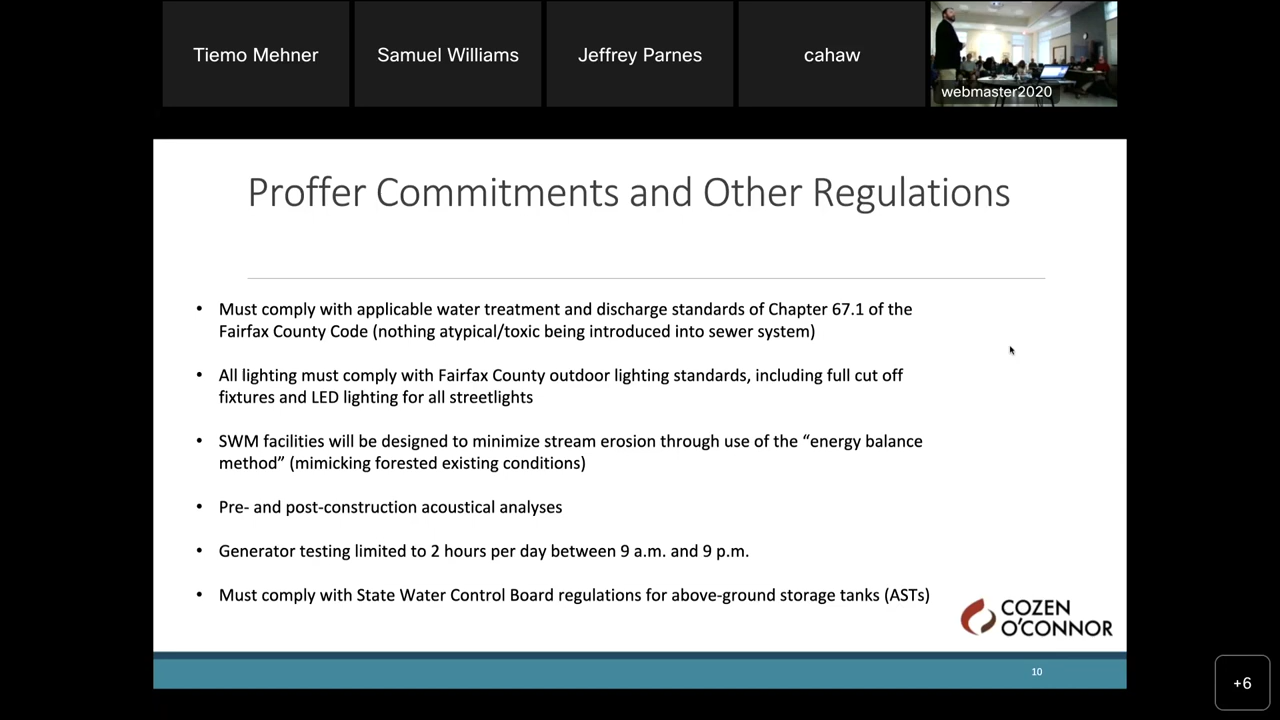 Tiemo Mehner
Samuel Williams
Jeffrey Parnes
cahaw
webmaster2020
Proffer Commitments and Other Regulations
• Must comply with applicable water treatment and discharge standards of Chapter 67.1 of the
Fairfax County Code (nothing atypical/toxic being introduced into sewer system)
• All lighting must comply with Fairfax County outdoor lighting standards, including full cut off
fixtures and LED lighting for all streetlights
• SWM facilities will be designed to minimize stream erosion through use of the “energy balance
method” (mimicking forested existing conditions)
• Pre- and post-construction acoustical analyses
• Generator testing limited to 2 hours per day between 9 a.m. and 9 p.m.
• Must comply with State Water Control Board regulations for above-ground storage tanks (ASTs)
COZEN
O’CONNOR
10
+6